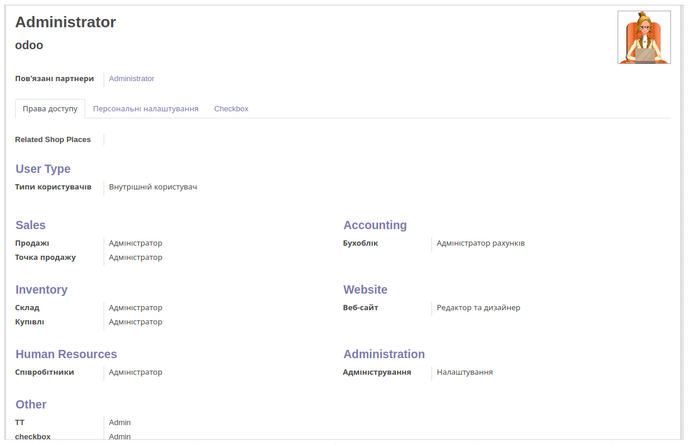 Administrator
odoo
Пов'язані партнери Administrator
Права доступу Персональні налаштування Checkbox
Related Shop Places
User Type
Типи користувачів Внутрішній користувач
Sales Accounting
Продажі Адміністратор Бухоблік Адміністратор рахунків
Точка продажу Адміністратор
Inventory Website
Склад Адміністратор Веб-сайт Редактор та дизайнер
Купівлі Адміністратор
Human Resources Administration
Співробітники Адміністратор Адміністрування Налаштування
Other
ТТ Admin
checkbox Admin